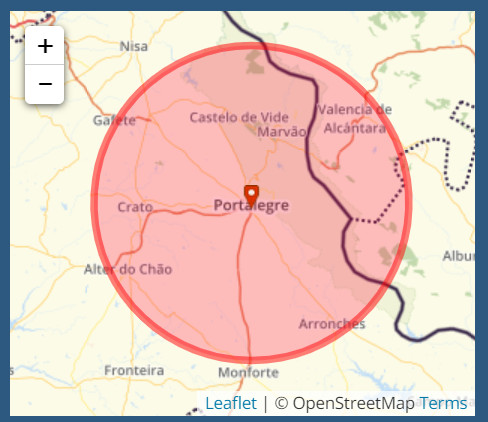 +
−
Nisa
Gafete
Castelo de Vide
Valencia de
Alcántara
Marvão
Crato
Portalegre
Alter do Chão
Albur
Arronches
Fronteira
Monforte
Leaflet | © OpenStreetMap Terms